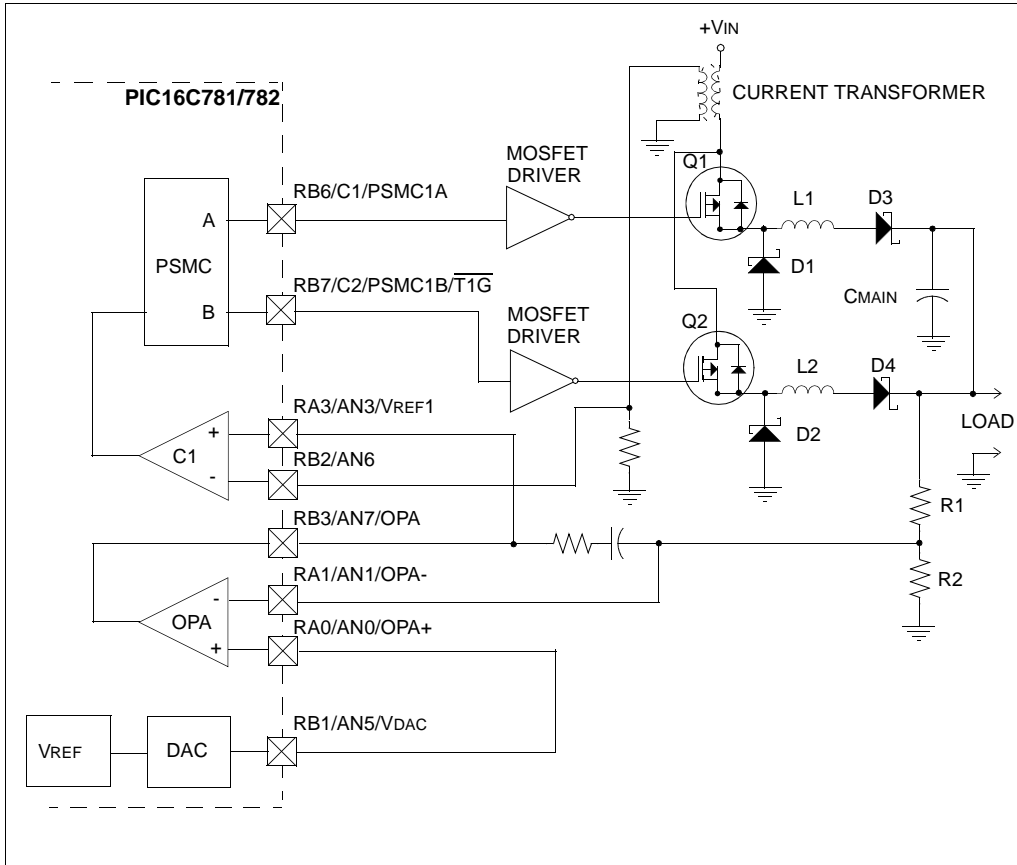 +VIN
PIC16C781/782
CURRENT TRANSFORMER
MOSFET
DRIVER
Q1
RB6/C1/PSMC1A
L1
D3
A
PSMC
D1
RB7/C2/PSMC1B/T1G
CMAIN
B
MOSFET
DRIVER
Q2
L2
D4
RA3/AN3/VREF1
LOAD
+
C1
D2
RB2/AN6
-
R1
RB3/AN7/OPA
RA1/AN1/OPA-
-
R2
OPA
RA0/AN0/OPA+
+
RB1/AN5/VDAC
VREF
DAC